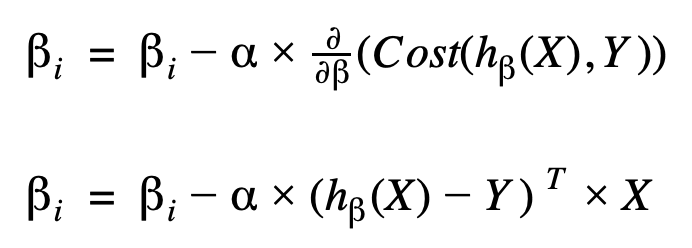 βᵢ = βᵢ − α × ∂/∂β (Cost(h_β(X), Y))
βᵢ = βᵢ − α × (h_β(X) − Y)ᵀ × X